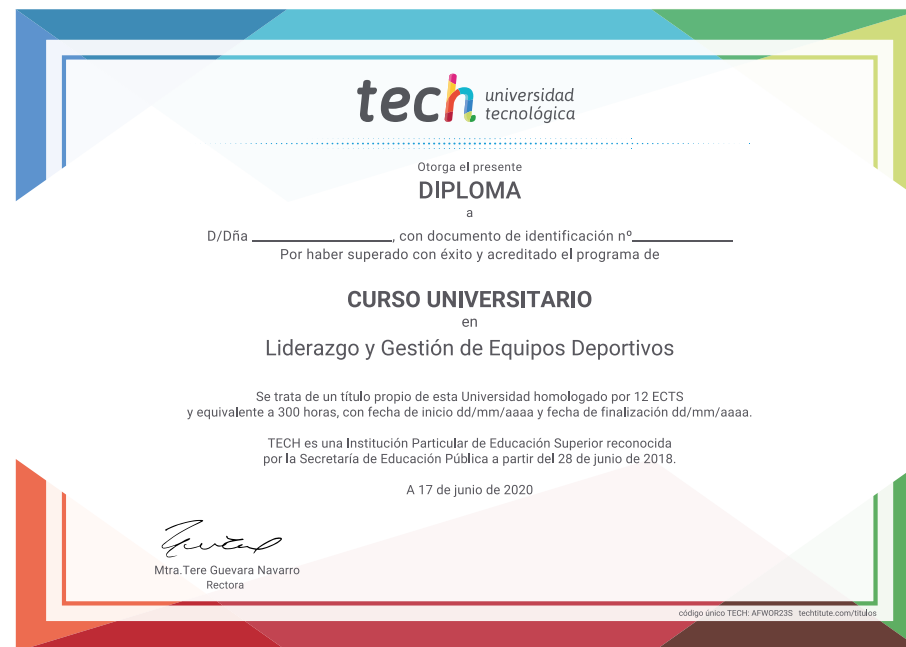 tech universidad
tecnológica
Otorga el presente
DIPLOMA
a
D/Dña ____________________, con documento de identificación nº______________
Por haber superado con éxito y acreditado el programa de
CURSO UNIVERSITARIO
en
Liderazgo y Gestión de Equipos Deportivos
Se trata de un título propio de esta Universidad homologado por 12 ECTS
y equivalente a 300 horas, con fecha de inicio dd/mm/aaaa y fecha de finalización dd/mm/aaaa.
TECH es una Institución Particular de Educación Superior reconocida
por la Secretaría de Educación Pública a partir del 28 de junio de 2018.
A 17 de junio de 2020
Mtra.Tere Guevara Navarro
Rectora
código único TECH: AFWOR23S techtitute.com/titulos